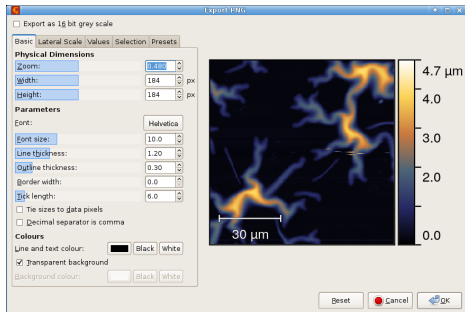 Export PNG
Export as 16 bit grey scale
Basic Lateral Scale Values Selection Presets
Physical Dimensions
Zoom: 0.480
Width: 184 px
Height: 184 px
Parameters
Font: Helvetica
Font size: 10.0
Line thickness: 1.20
Outline thickness: 0.30
Border width: 0.0
Tick length: 6.0
Tie sizes to data pixels
Decimal separator is comma
Colours
Line and text colour: Black White
Transparent background
Background colour: Black White
4.7 µm
4.0
3.0
2.0
0.0
30 µm
Reset Cancel OK